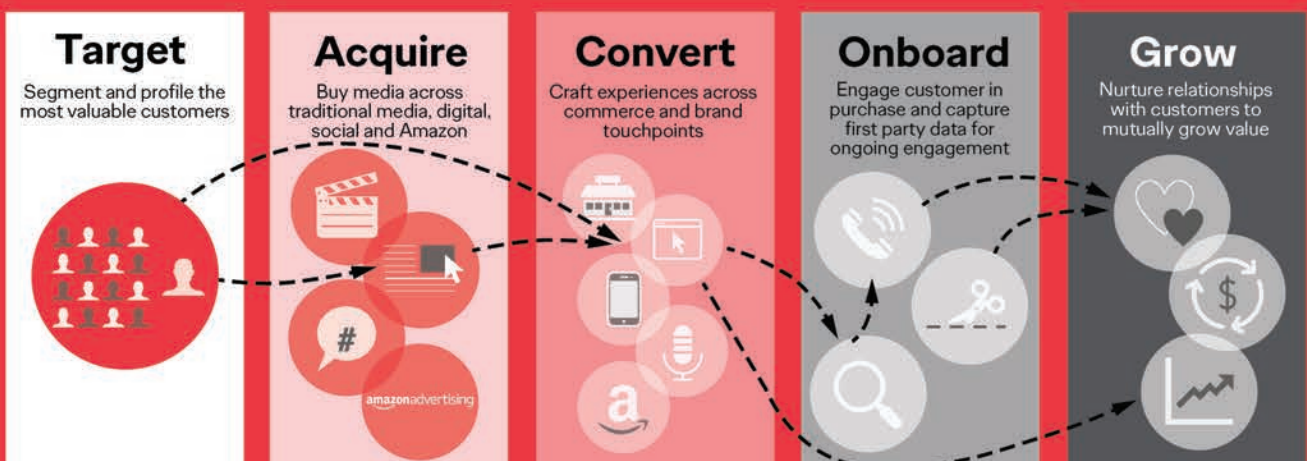 Target
Segment and profile the
most valuable customers
Acquire
Buy media across
traditional media, digital,
social and Amazon
#
amazonadvertising
Convert
Craft experiences across
commerce and brand
touchpoints
a
Onboard
Engage customer in
purchase and capture
first party data for
ongoing engagement
Grow
Nurture relationships
with customers to
mutually grow value
$